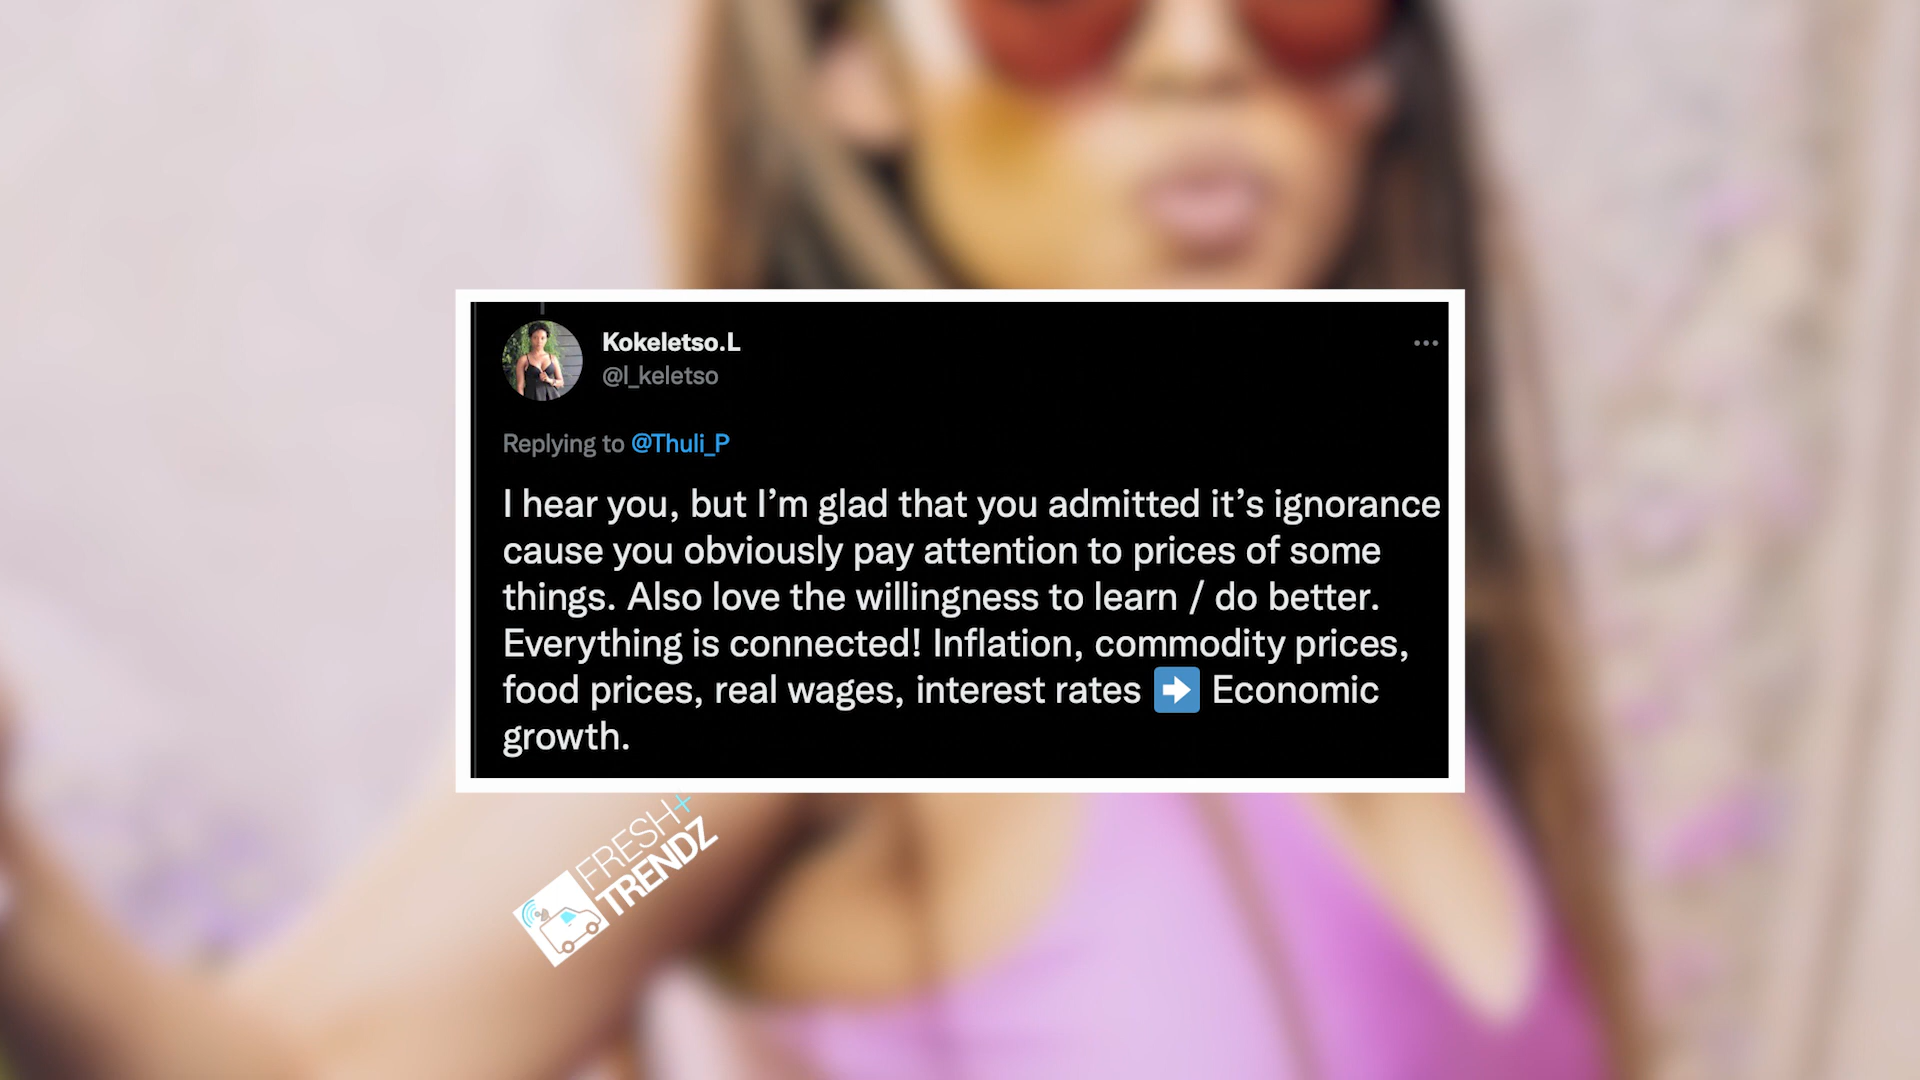 Kokeletso.L
@l_keletso
Replying to @Thuli_P
I hear you, but I’m glad that you admitted it’s ignorance
cause you obviously pay attention to prices of some
things. Also love the willingness to learn / do better.
Everything is connected! Inflation, commodity prices,
food prices, real wages, interest rates ➡️ Economic
growth.
FRESH+
TRENDZ